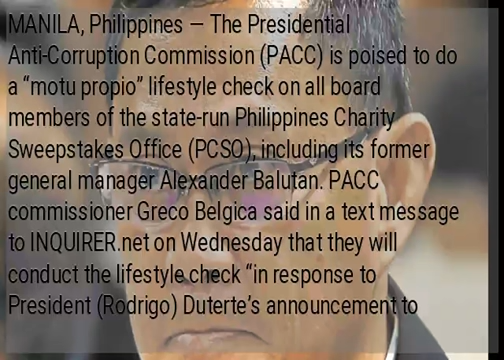 MANILA, Philippines — The Presidential
Anti-Corruption Commission (PACC) is poised to do
a “motu propio” lifestyle check on all board
members of the state-run Philippines Charity
Sweepstakes Office (PCSO), including its former
general manager Alexander Balutan. PACC
commissioner Greco Belgica said in a text message
to INQUIRER.net on Wednesday that they will
conduct the lifestyle check “in response to
President (Rodrigo) Duterte’s announcement to